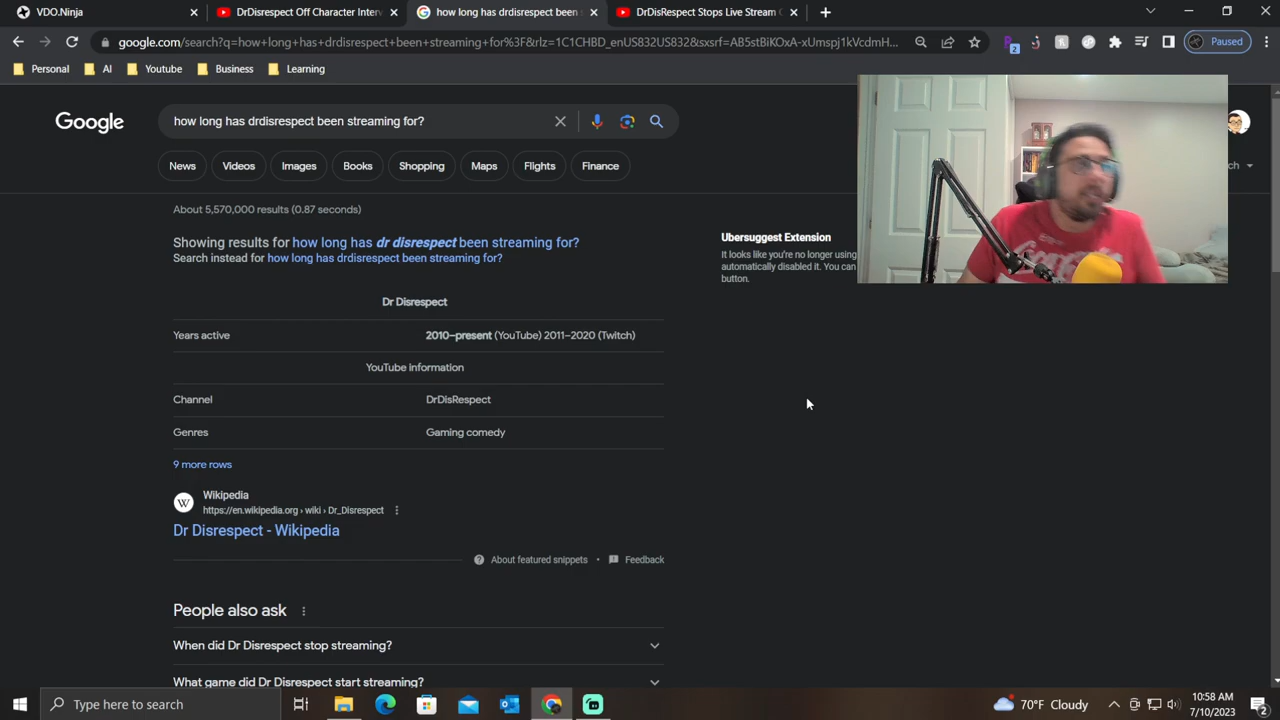 VDO.Ninja
DrDisrespect Off Character Interv
how long has drdisrespect been s
DrDisRespect Stops Live Stream C
google.com/search?q=how+long+has+drdisrespect+been+streaming+for%3F&rlz=1C1CHBD_enUS832US832&sxsrf=AB5stBiKOxA-xUmspj1kVcdmH...
2
Paused
Personal
AI
Youtube
Business
Learning
Google
how long has drdisrespect been streaming for?
News
Videos
Images
Books
Shopping
Maps
Flights
Finance
ch
About 5,570,000 results (0.87 seconds)
Showing results for how long has dr disrespect been streaming for?
Search instead for how long has drdisrespect been streaming for?
Ubersuggest Extension
It looks like you're no longer using
automatically disabled it. You can
button.
Dr Disrespect
Years active
2010–present (YouTube) 2011–2020 (Twitch)
YouTube information
Channel
DrDisRespect
Genres
Gaming comedy
9 more rows
W
Wikipedia
https://en.wikipedia.org › wiki › Dr_Disrespect
Dr Disrespect - Wikipedia
About featured snippets
Feedback
People also ask
When did Dr Disrespect stop streaming?
What game did Dr Disrespect start streaming?
Type here to search
70°F Cloudy
10:58 AM
7/10/2023
2